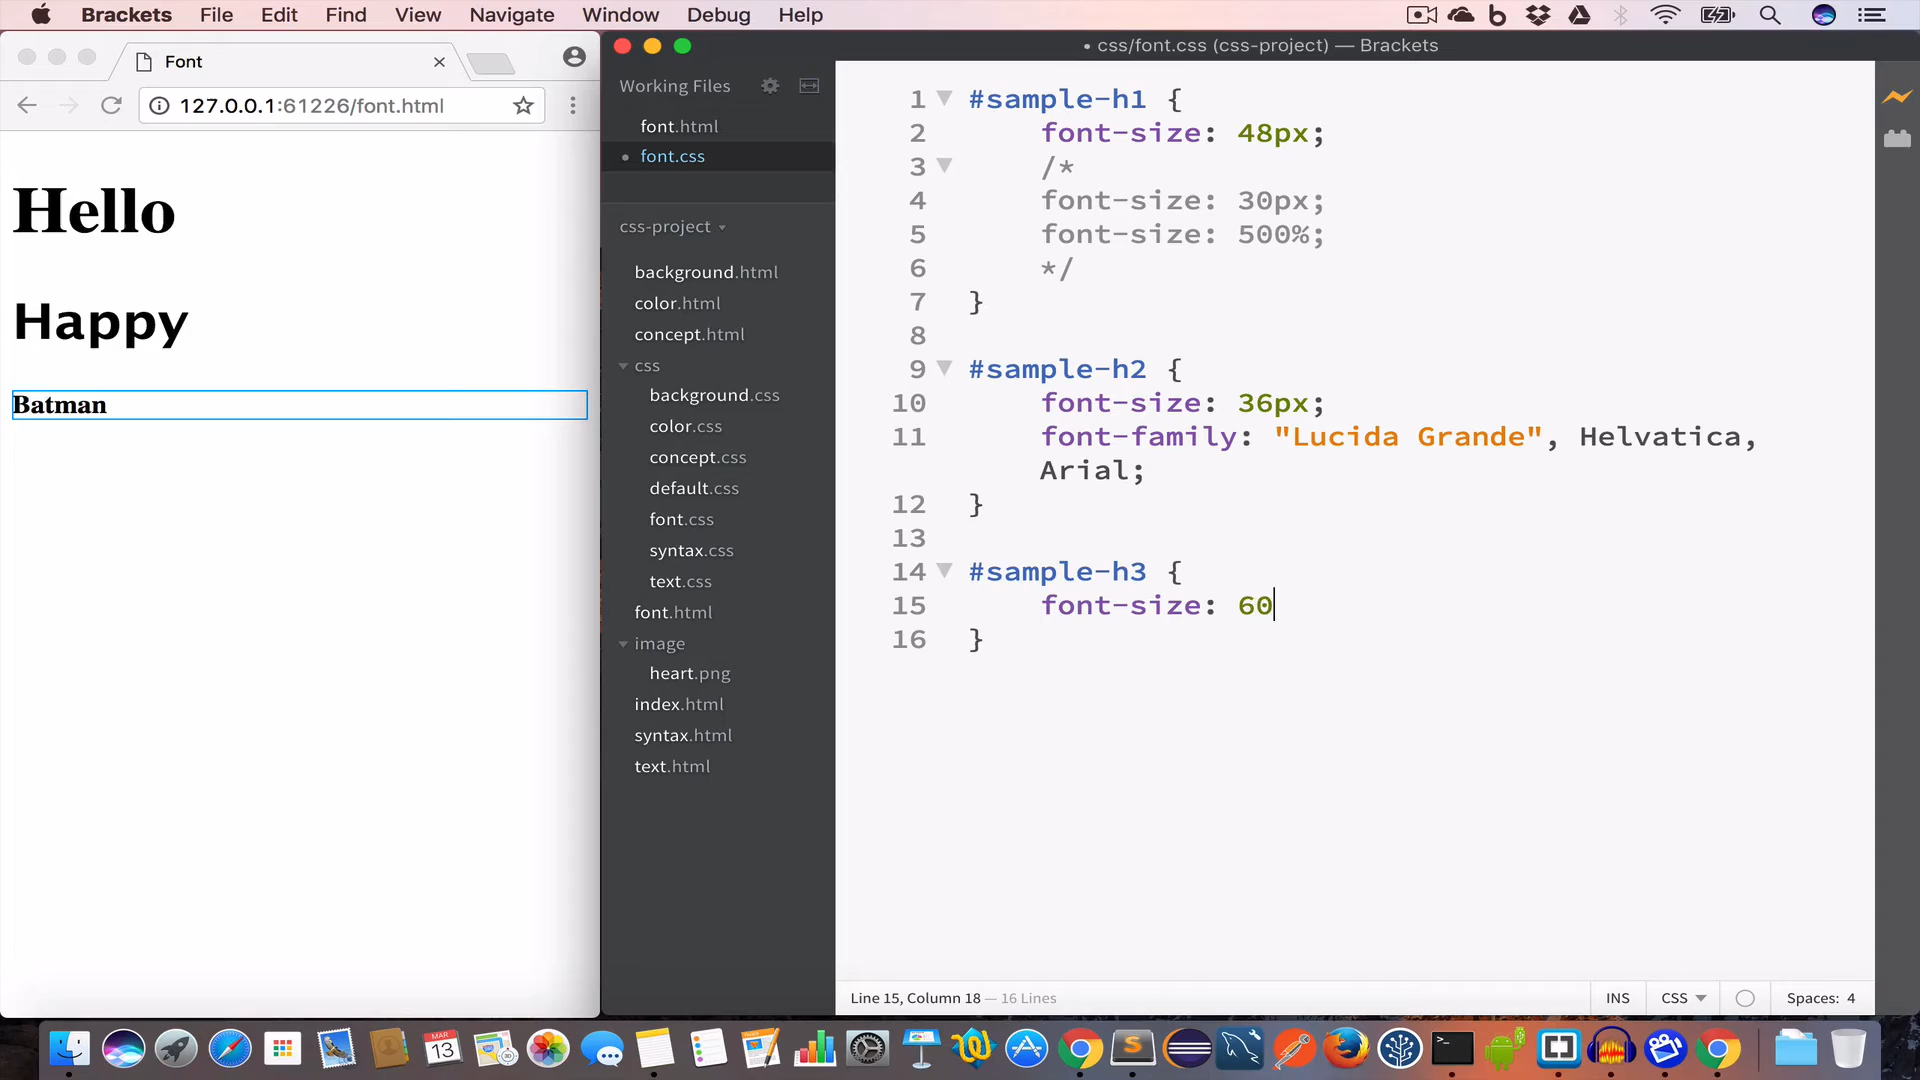 Brackets File Edit Find View Navigate Window Debug Help
Font
127.0.0.1:61226/font.html
Hello
Happy
Batman
• css/font.css (css-project) — Brackets
Working Files
font.html
• font.css
css-project
background.html
color.html
concept.html
css
background.css
color.css
concept.css
default.css
font.css
syntax.css
text.css
font.html
image
heart.png
index.html
syntax.html
text.html
1 #sample-h1 {
2 font-size: 48px;
3 /*
4 font-size: 30px;
5 font-size: 500%;
6 */
7 }
8
9 #sample-h2 {
10 font-size: 36px;
11 font-family: "Lucida Grande", Helvatica,
Arial;
12 }
13
14 #sample-h3 {
15 font-size: 60
16 }
Line 15, Column 18 — 16 Lines
INS CSS Spaces: 4
MAR
13